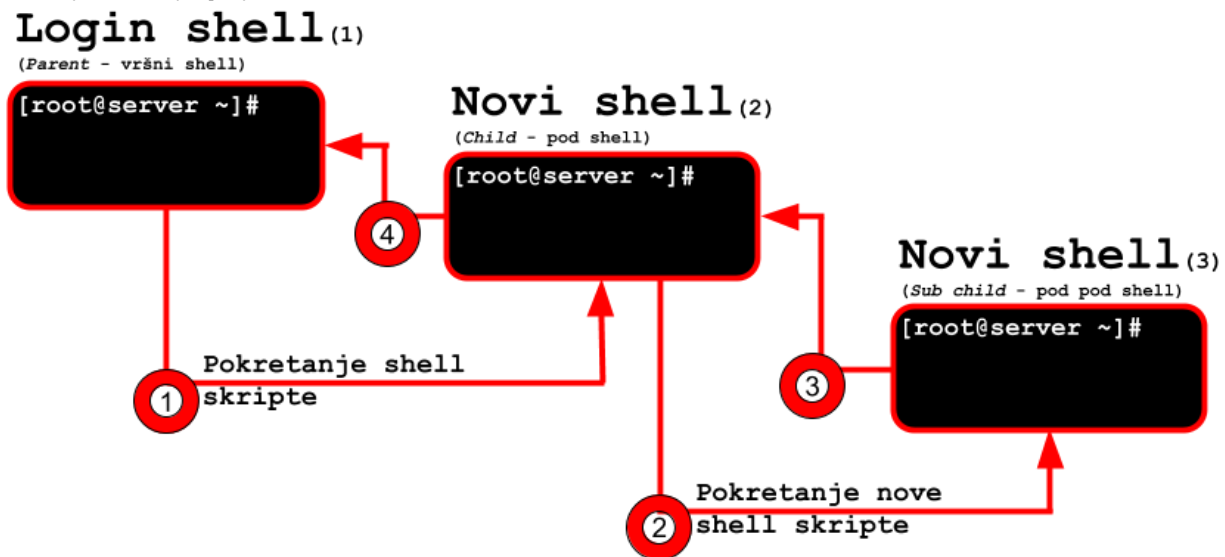 Login shell(1)
(Parent - vršni shell)
[root@server ~]#
Novi shell(2)
(Child - pod shell)
[root@server ~]#
4
Novi shell(3)
(Sub child - pod pod shell)
[root@server ~]#
Pokretanje shell
skripte
1
3
Pokretanje nove
shell skripte
2